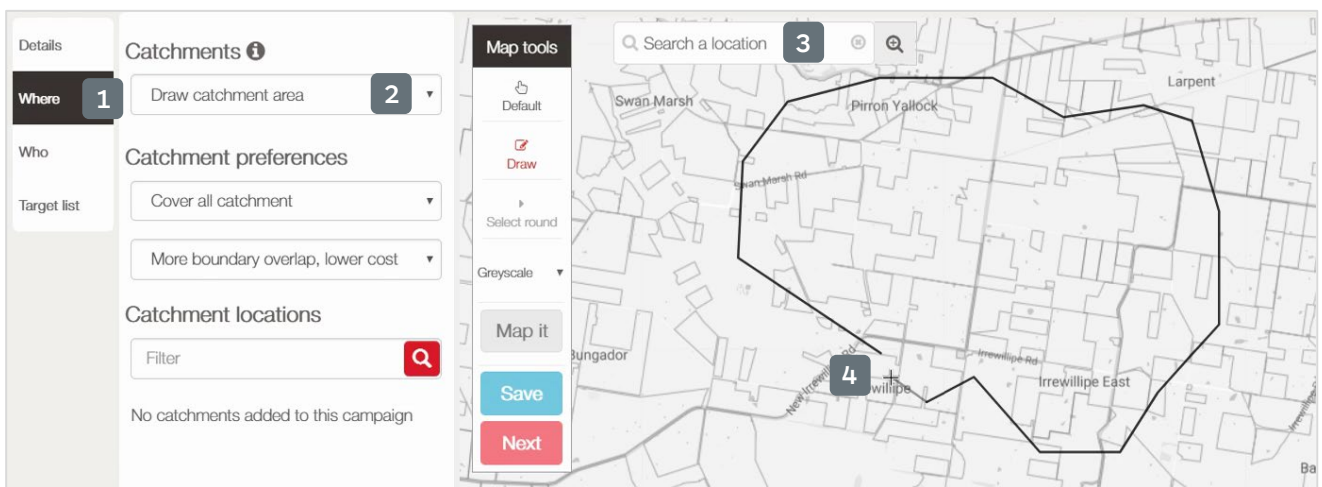 Details
Where
1
Who
Target list
Catchments
Draw catchment area
2
Catchment preferences
Cover all catchment
More boundary overlap, lower cost
Catchment locations
Filter
No catchments added to this campaign
Map tools
Default
Draw
Select round
Greyscale
Map it
Save
Next
Search a location
3
Swan Marsh
Pirron Yallock
Larpent
Swan Marsh Rd
Bungador
Irrewillipe Rd
4
Irrewillipe East
Ba